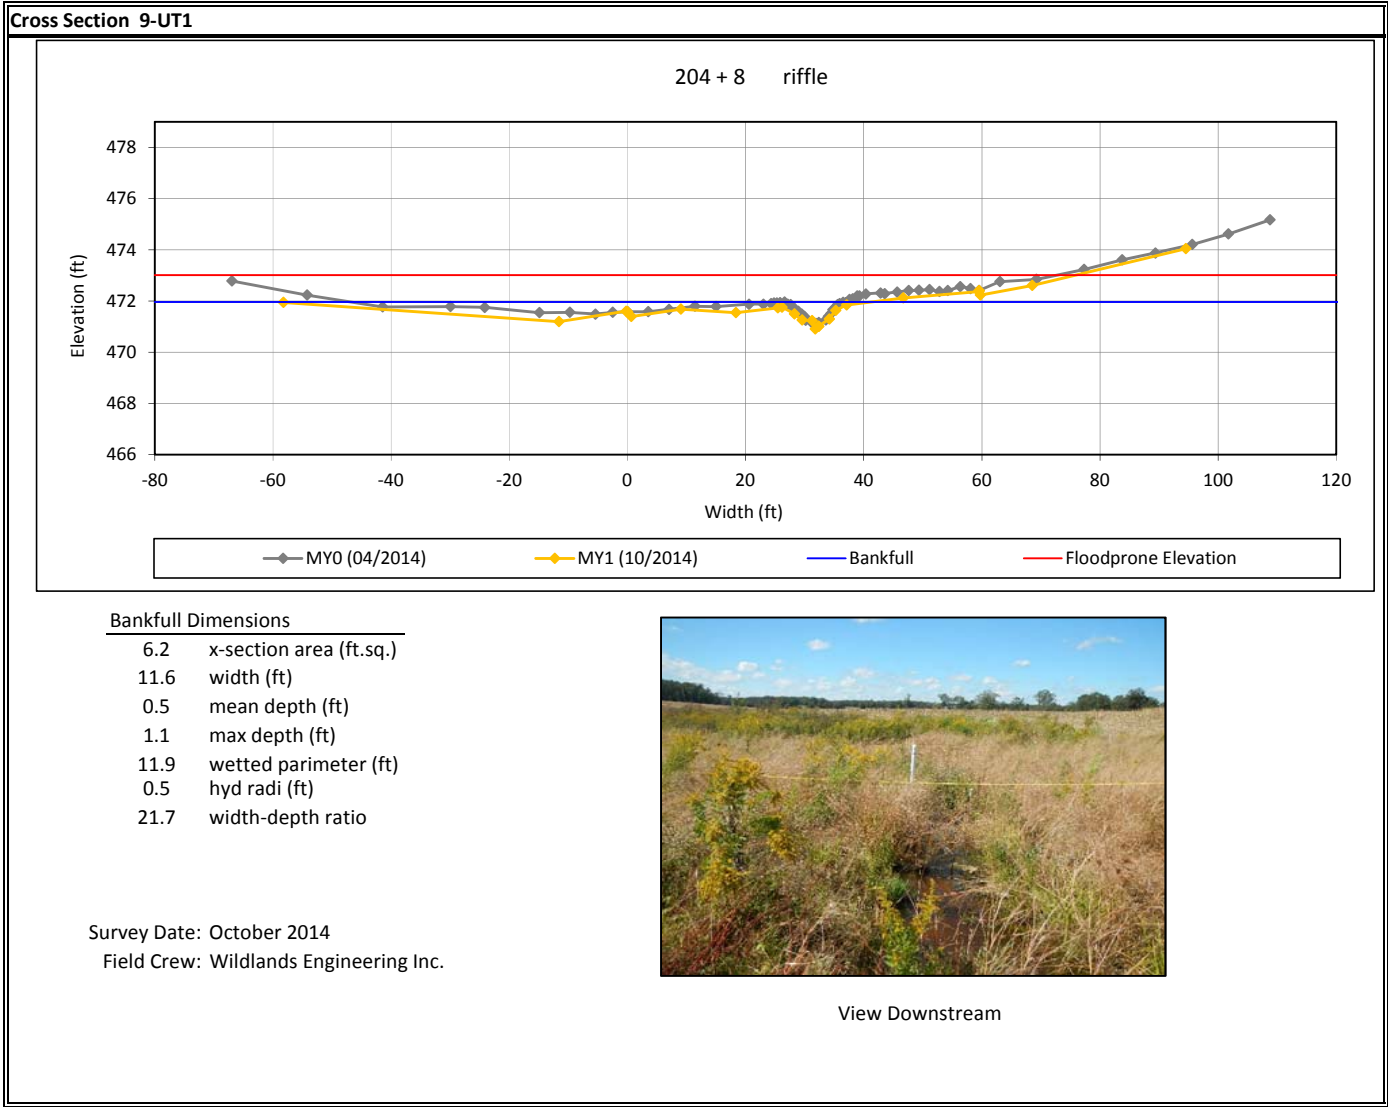 Cross Section 9-UT1
204 + 8 riffle
478
476
474
472
470
468
466
Elevation (ft)
-80 -60 -40 -20 0 20 40 60 80 100 120
Width (ft)
MY0 (04/2014) MY1 (10/2014) Bankfull Floodprone Elevation
Bankfull Dimensions
6.2 x-section area (ft.sq.)
11.6 width (ft)
0.5 mean depth (ft)
1.1 max depth (ft)
11.9 wetted parimeter (ft)
0.5 hyd radi (ft)
21.7 width-depth ratio
Survey Date: October 2014
Field Crew: Wildlands Engineering Inc.
View Downstream